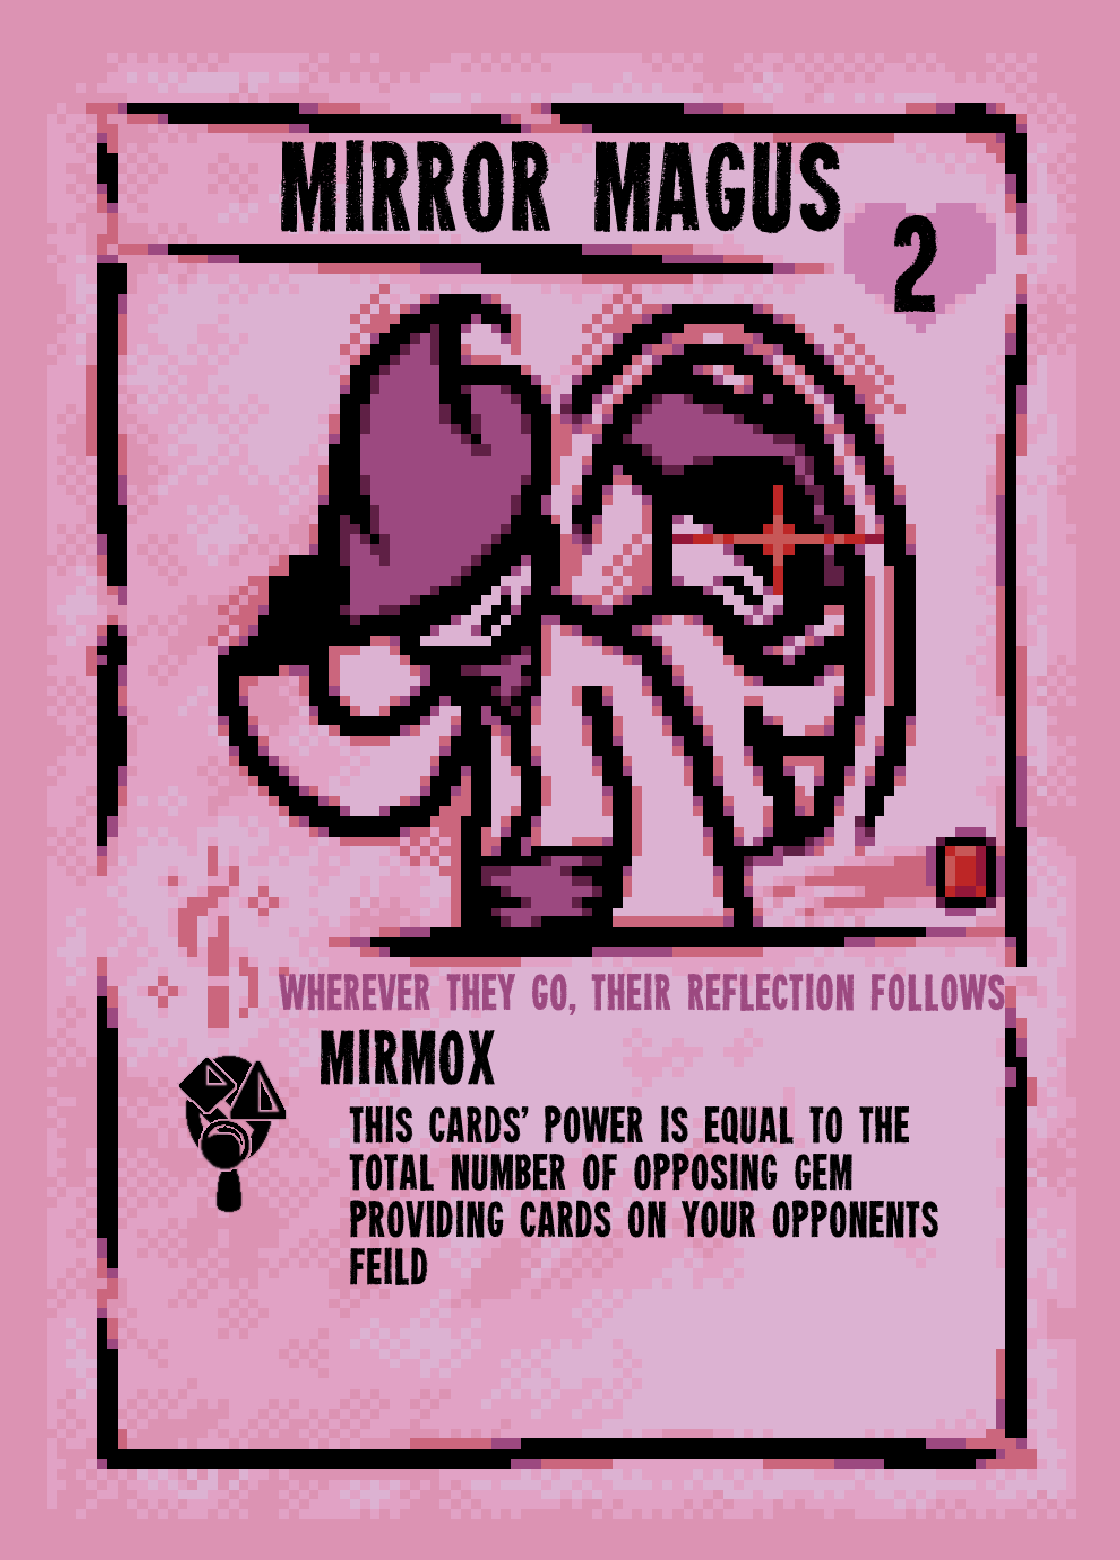 MIRROR MAGUS
2
WHEREVER THEY GO, THEIR REFLECTION FOLLOWS
MIRMOX
THIS CARDS' POWER IS EQUAL TO THE
TOTAL NUMBER OF OPPOSING GEM
PROVIDING CARDS ON YOUR OPPONENTS
FEILD